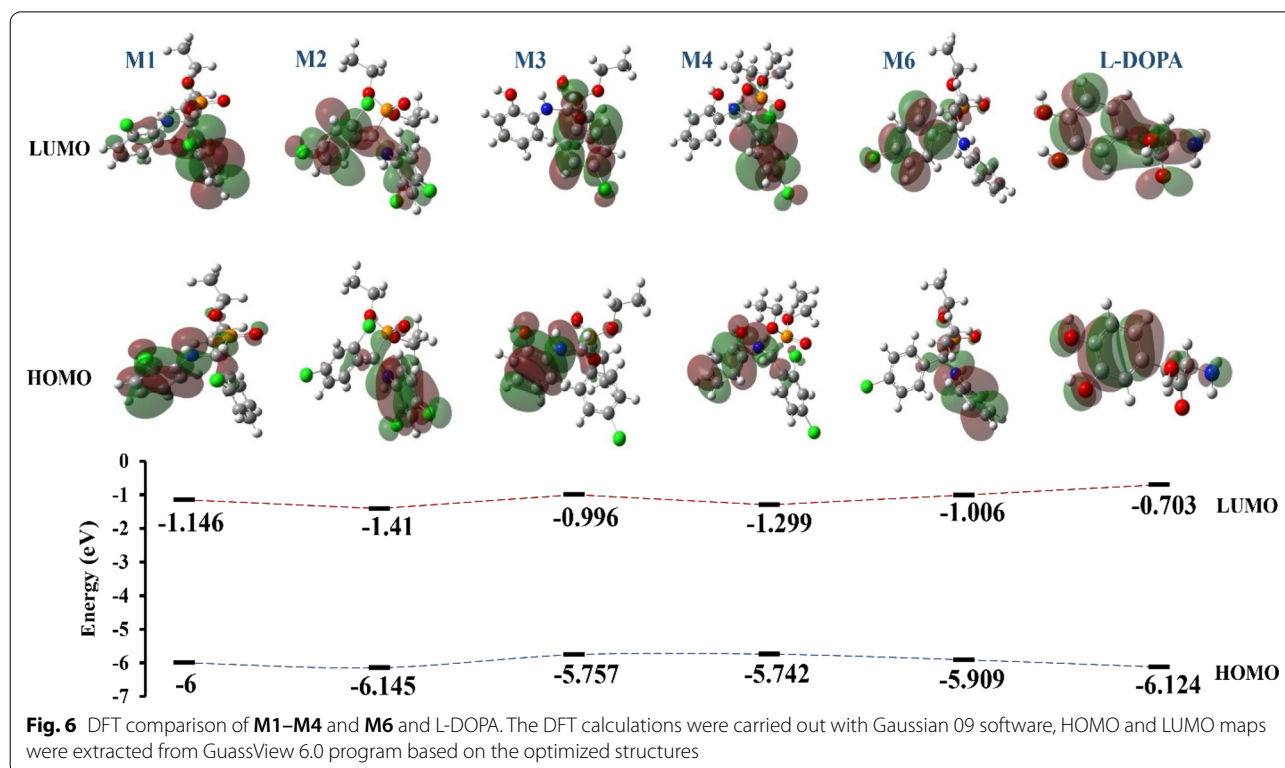 M1 M2 M3 M4 M6 L-DOPA
LUMO
HOMO
0
-1
-2
-3
-4
-5
-6
-7
Energy (eV)
-1.146 -1.41 -0.996 -1.299 -1.006 -0.703 LUMO
-6 -6.145 -5.757 -5.742 -5.909 -6.124 HOMO
Fig. 6 DFT comparison of M1–M4 and M6 and L-DOPA. The DFT calculations were carried out with Gaussian 09 software, HOMO and LUMO maps
were extracted from GuassView 6.0 program based on the optimized structures